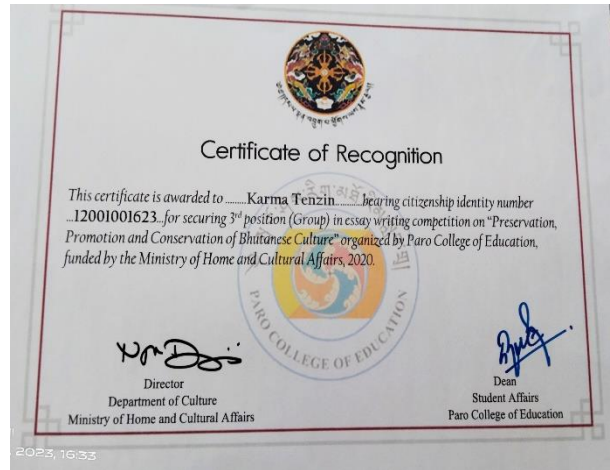 Certificate of Recognition
This certificate is awarded to ........Karma Tenzin.........bearing citizenship identity number
...12001001623...for securing 3rd position (Group) in essay writing competition on "Preservation,
Promotion and Conservation of Bhutanese Culture" organized by Paro College of Education,
funded by the Ministry of Home and Cultural Affairs, 2020.
PARO COLLEGE OF EDUCATION
Director
Department of Culture
Ministry of Home and Cultural Affairs
Dean
Student Affairs
Paro College of Education
2023, 16:33